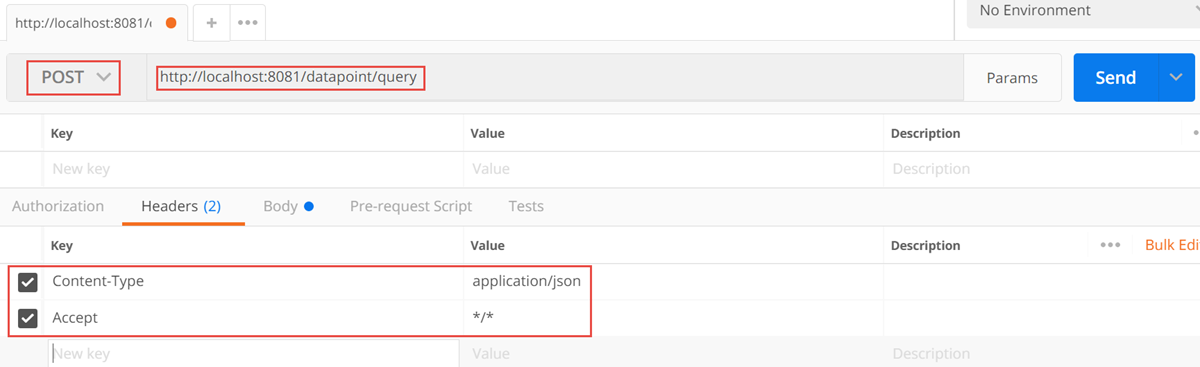 http://localhost:8081/
No Environment
POST http://localhost:8081/datapoint/query Params Send
Key Value Description
New key Value Description
Authorization Headers (2) Body Pre-request Script Tests
Key Value Description Bulk Edi
Content-Type application/json
Accept */*
New key Value Description